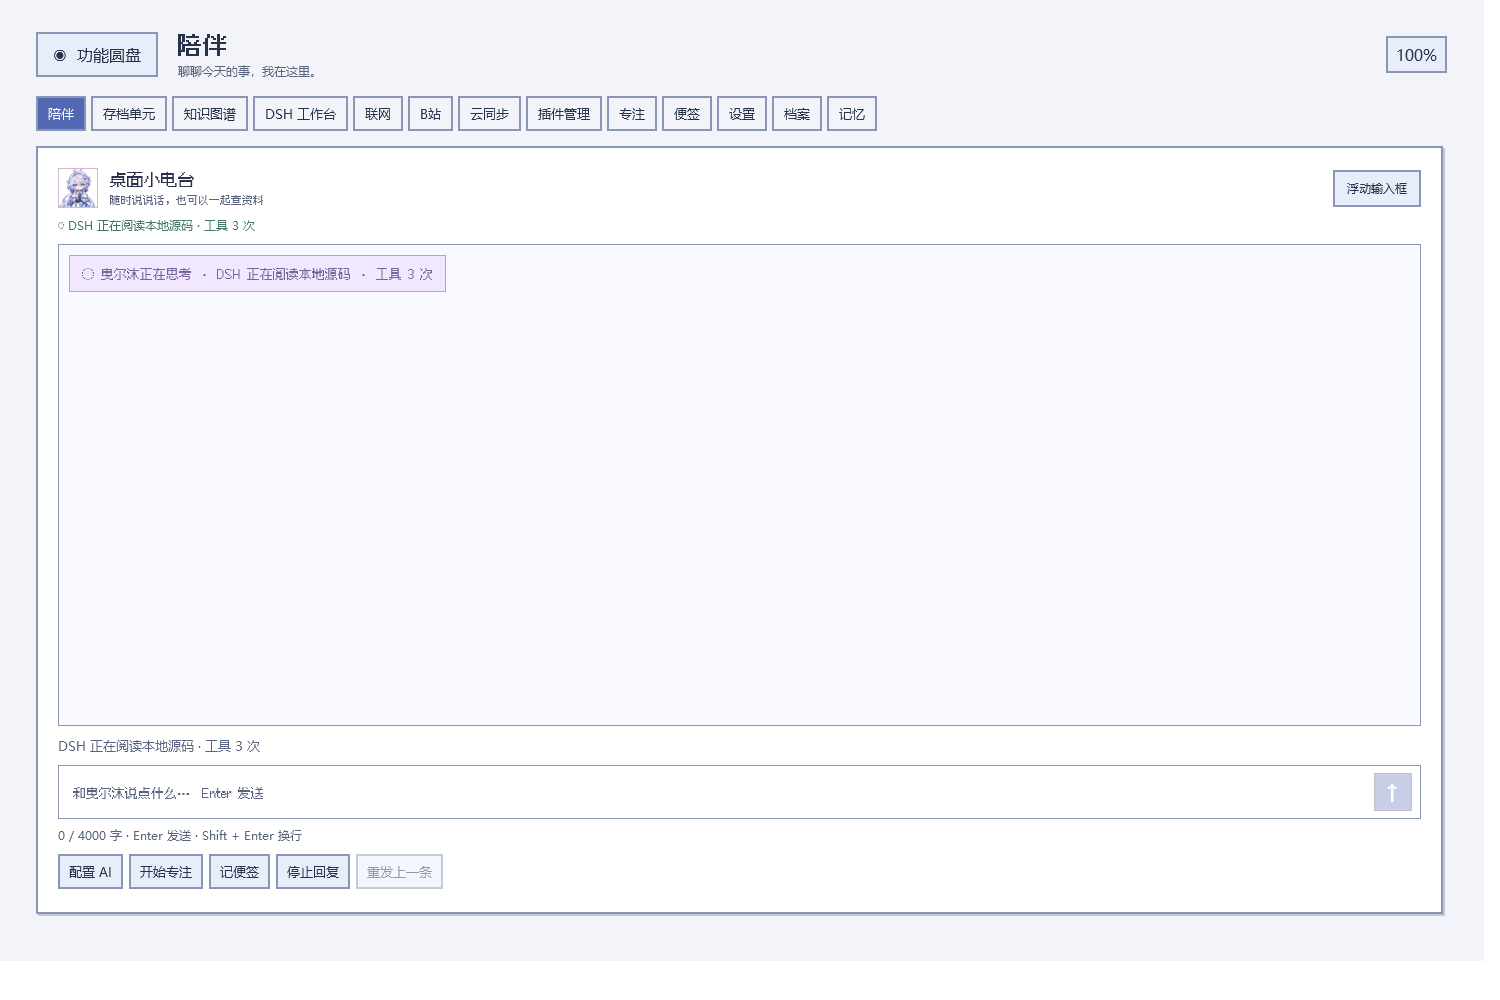 ◉ 功能圆盘
陪伴
聊聊今天的事，我在这里。
100%
陪伴 存档单元 知识图谱 DSH 工作台 联网 B站 云同步 插件管理 专注 便签 设置 档案 记忆
桌面小电台
随时说说话，也可以一起查资料
浮动输入框
○ DSH 正在阅读本地源码 · 工具 3 次
◌ 曳尔沐正在思考 · DSH 正在阅读本地源码 · 工具 3 次
DSH 正在阅读本地源码 · 工具 3 次
和曳尔沐说点什么… Enter 发送
↑
0 / 4000 字 · Enter 发送 · Shift + Enter 换行
配置 AI 开始专注 记便签 停止回复 重发上一条